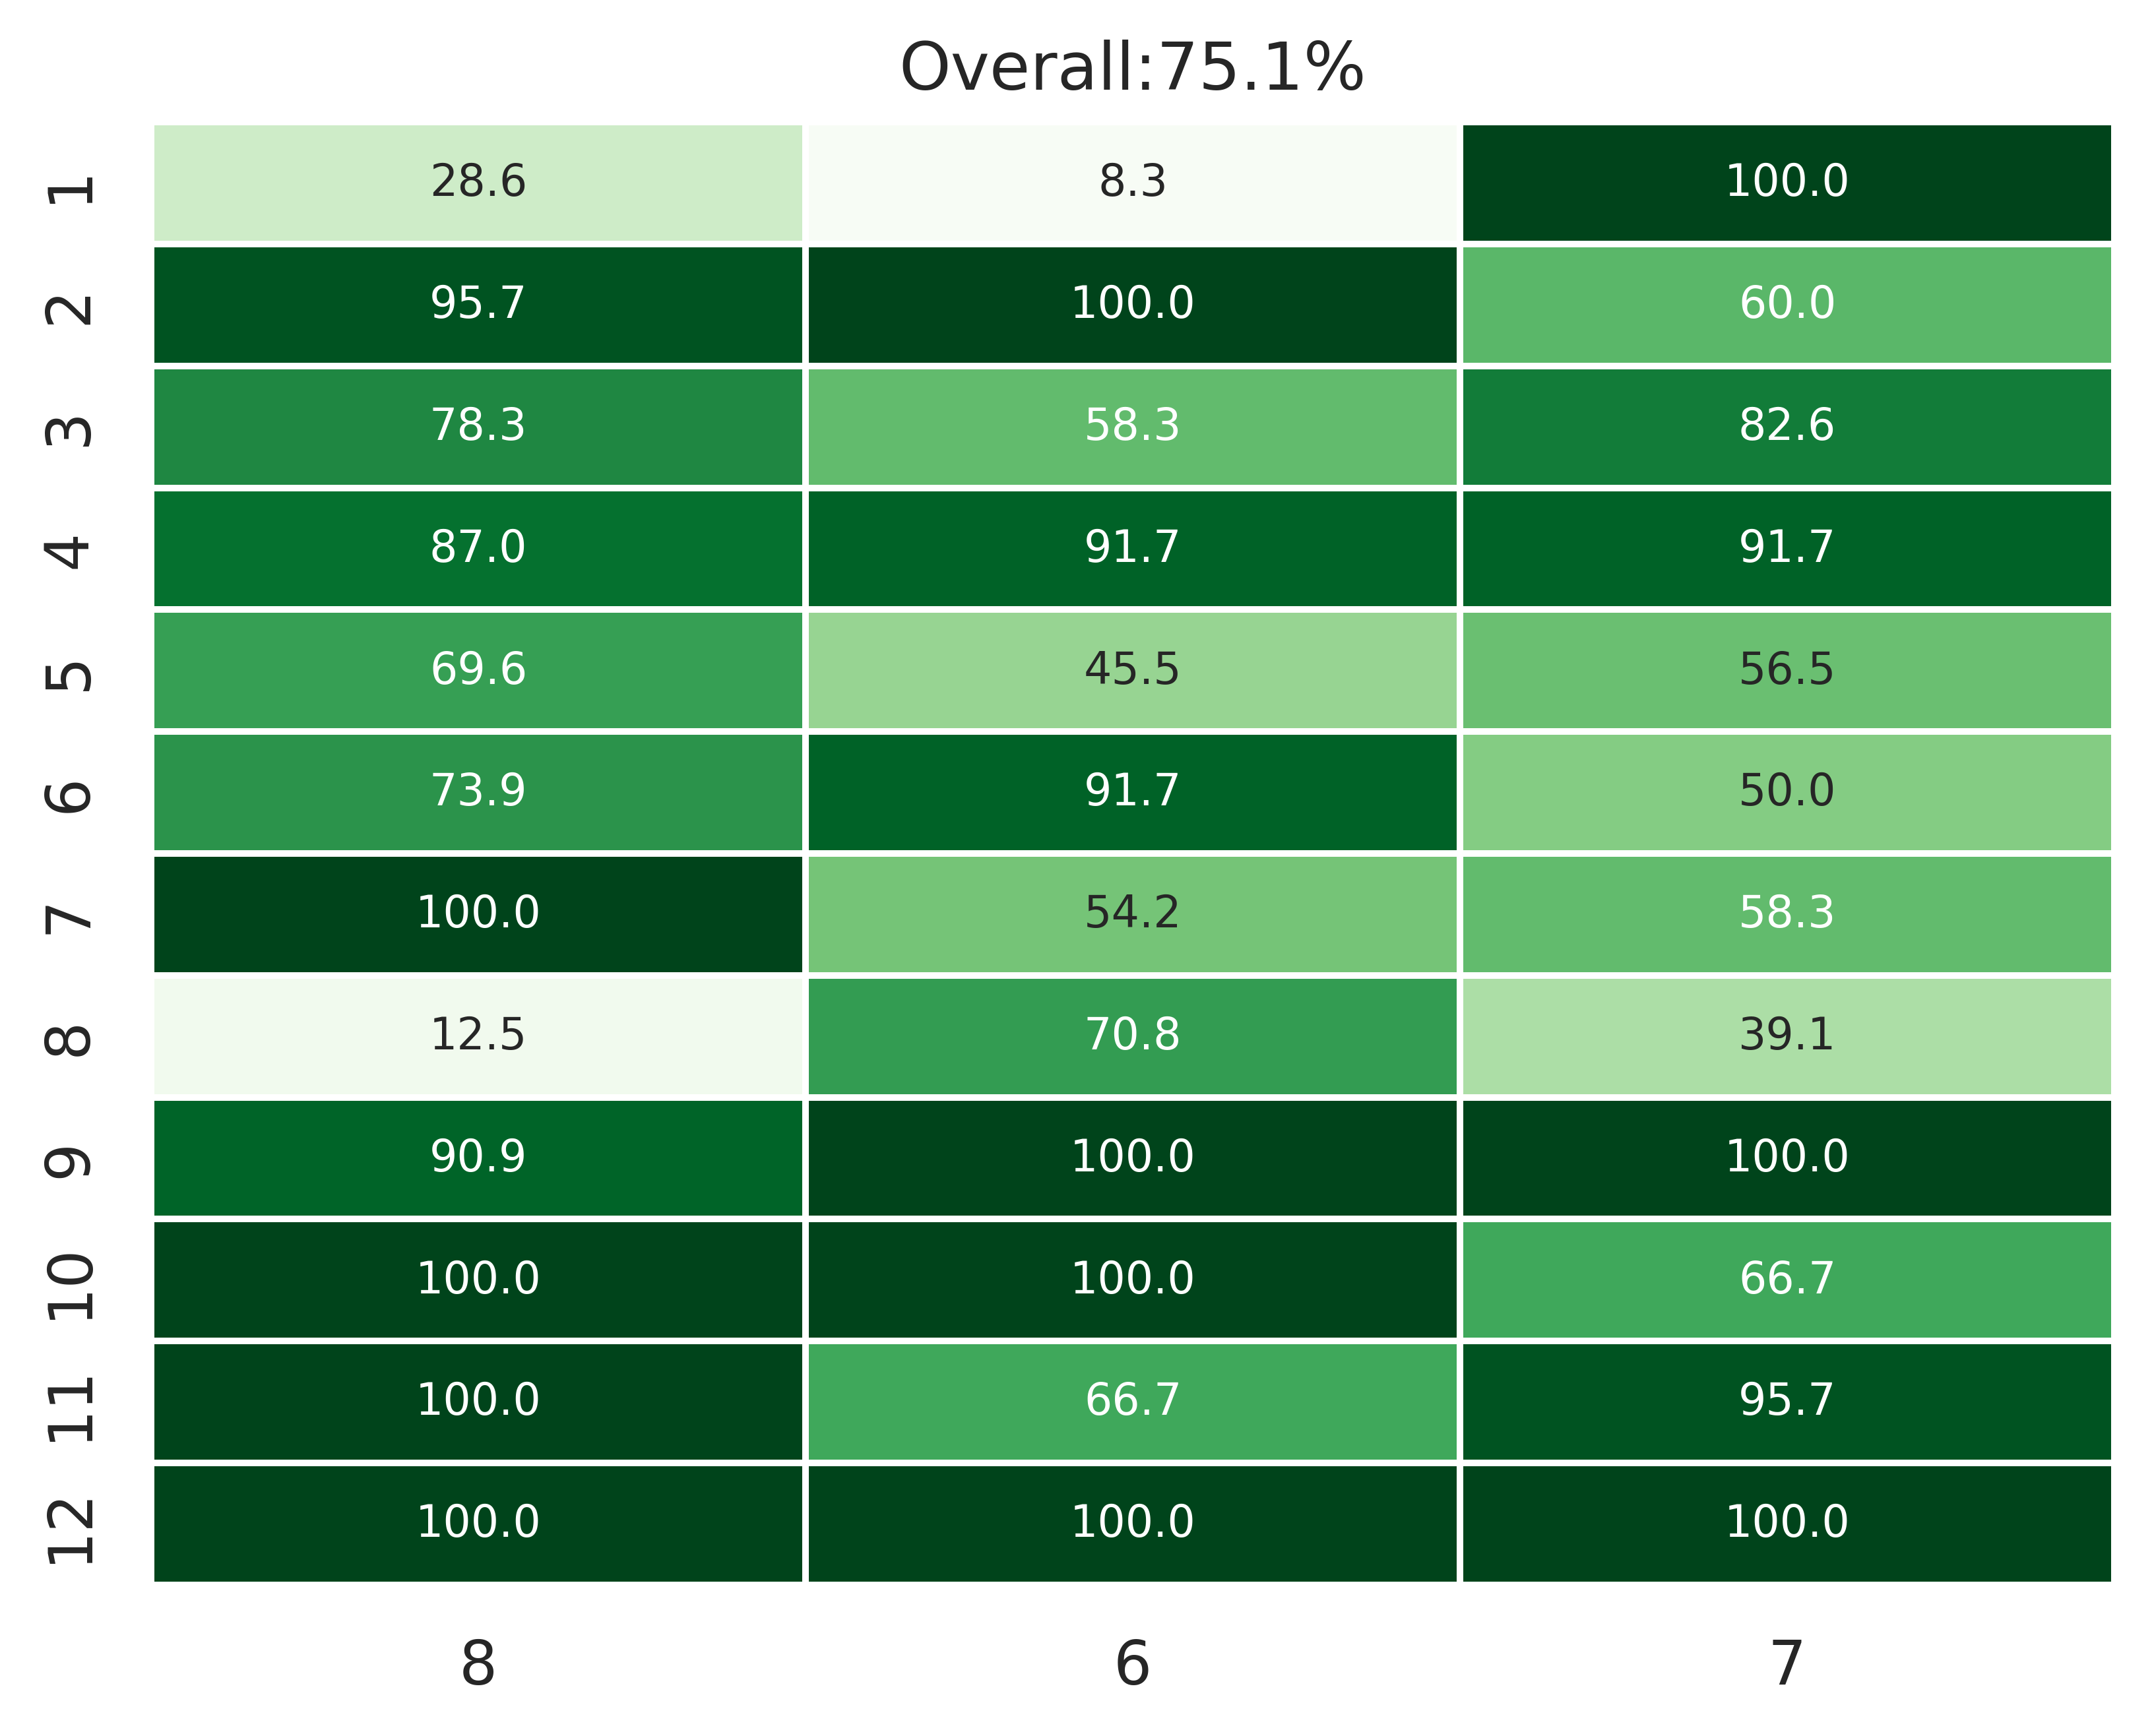 Overall:75.1%
1 28.6 8.3 100.0
2 95.7 100.0 60.0
3 78.3 58.3 82.6
4 87.0 91.7 91.7
5 69.6 45.5 56.5
6 73.9 91.7 50.0
7 100.0 54.2 58.3
8 12.5 70.8 39.1
9 90.9 100.0 100.0
10 100.0 100.0 66.7
11 100.0 66.7 95.7
12 100.0 100.0 100.0
8 6 7